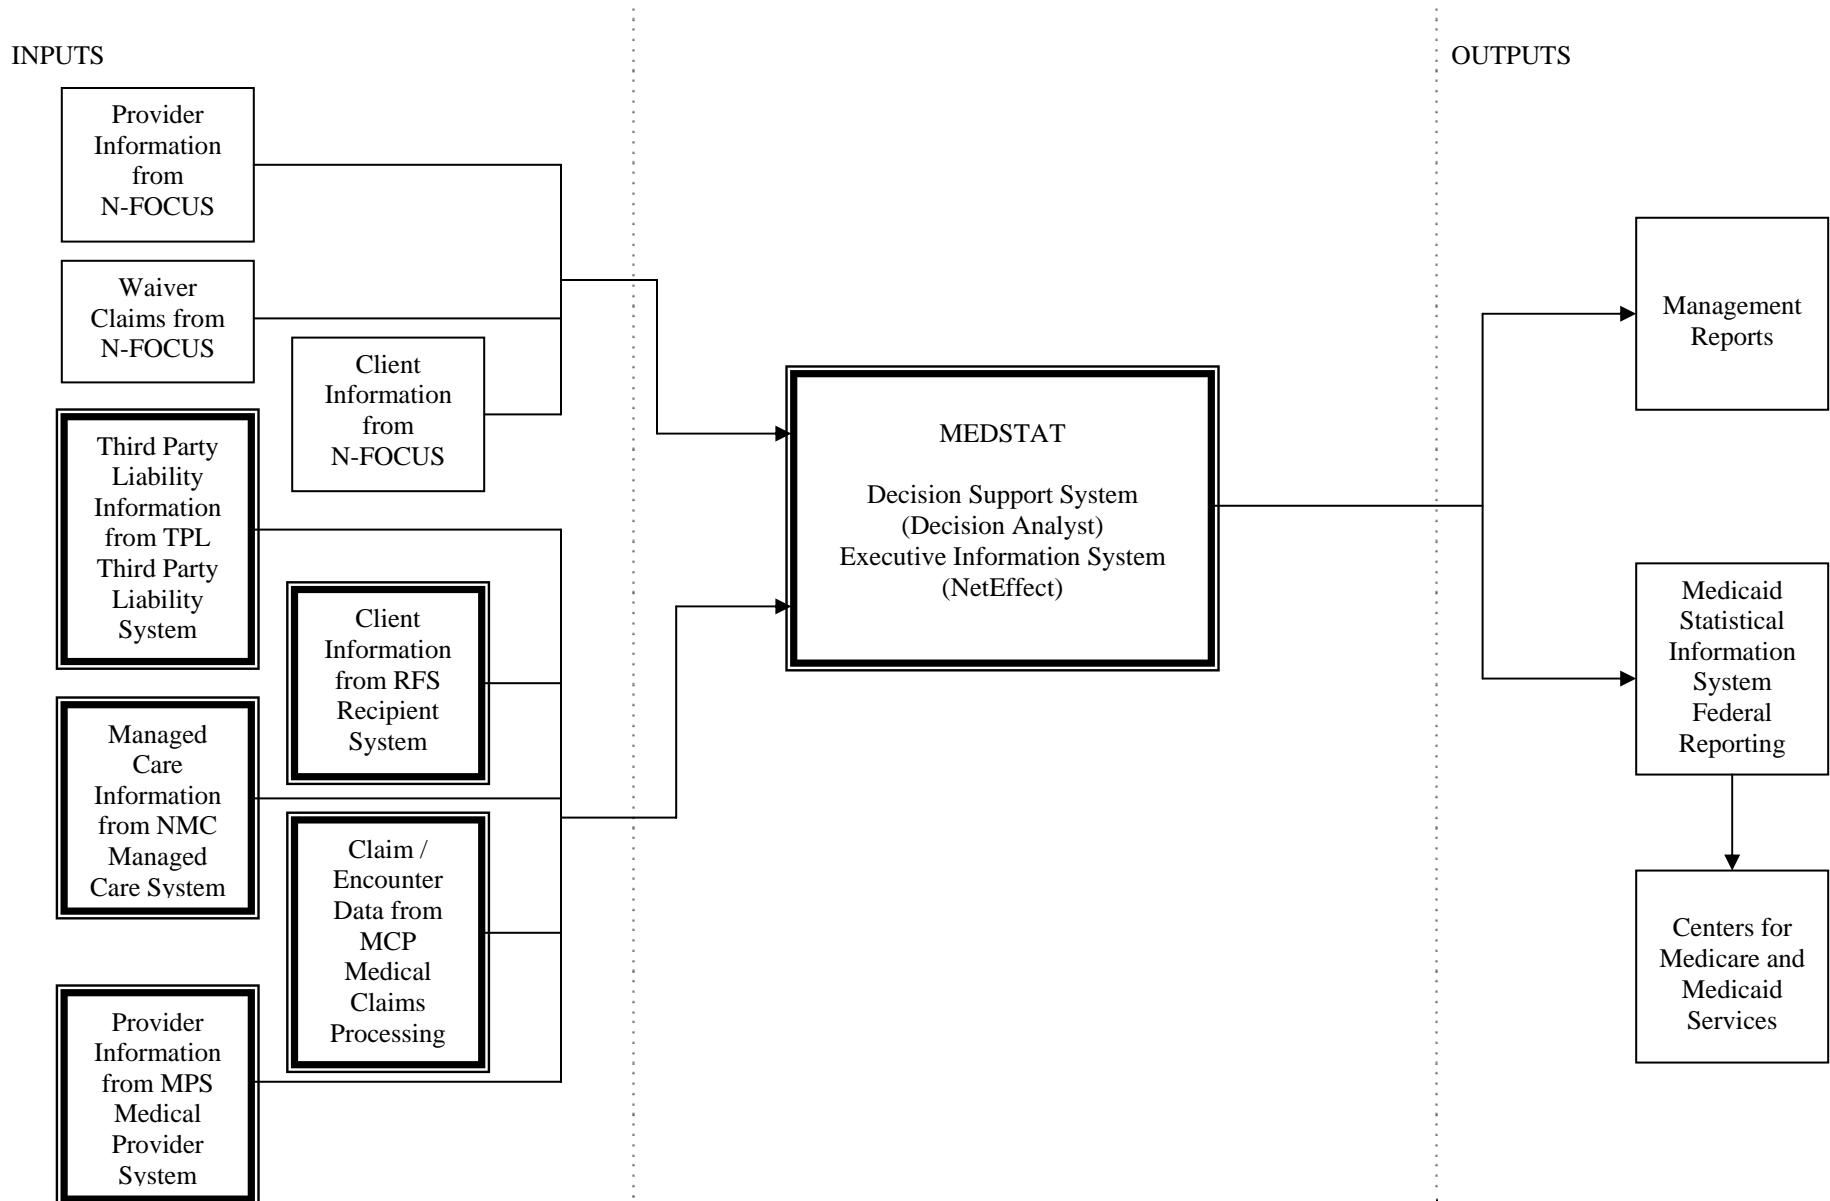 INPUTS
OUTPUTS
Provider
Information
from
N-FOCUS
Waiver
Claims from
N-FOCUS
Client
Information
from
N-FOCUS
Third Party
Liability
Information
from TPL
Third Party
Liability
System
Client
Information
from RFS
Recipient
System
Managed
Care
Information
from NMC
Managed
Care System
Claim /
Encounter
Data from
MCP
Medical
Claims
Processing
Provider
Information
from MPS
Medical
Provider
System
MEDSTAT
Decision Support System
(Decision Analyst)
Executive Information System
(NetEffect)
Management
Reports
Medicaid
Statistical
Information
System
Federal
Reporting
Centers for
Medicare and
Medicaid
Services